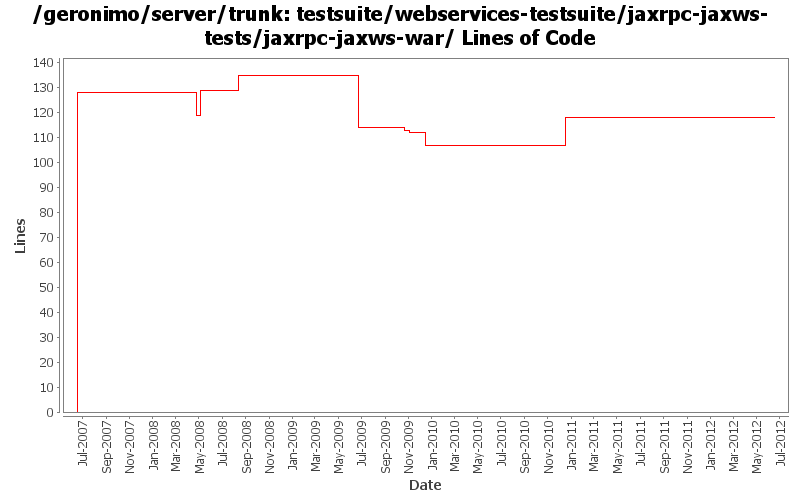 /geronimo/server/trunk: testsuite/webservices-testsuite/jaxrpc-jaxws-
tests/jaxrpc-jaxws-war/ Lines of Code
140
130
120
110
100
90
80
70
60
50
40
30
20
10
0
Lines
Jul-2007
Sep-2007
Nov-2007
Jan-2008
Mar-2008
May-2008
Jul-2008
Sep-2008
Nov-2008
Jan-2009
Mar-2009
May-2009
Jul-2009
Sep-2009
Nov-2009
Jan-2010
Mar-2010
May-2010
Jul-2010
Sep-2010
Nov-2010
Jan-2011
Mar-2011
May-2011
Jul-2011
Sep-2011
Nov-2011
Jan-2012
Mar-2012
May-2012
Jul-2012
Date